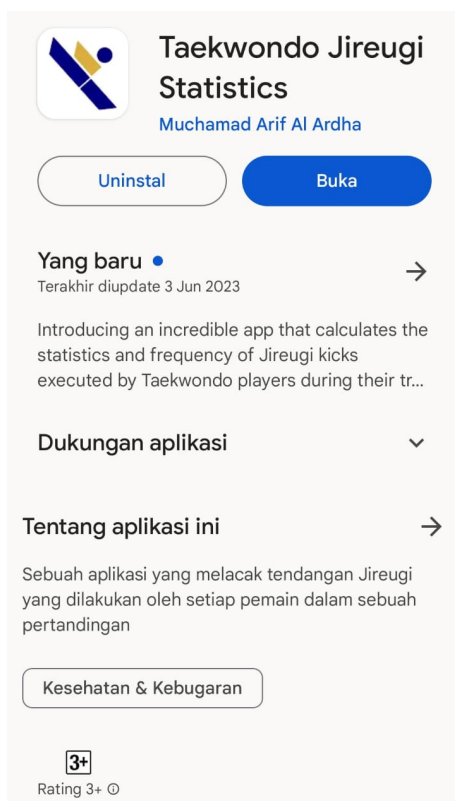 Taekwondo Jireugi
Statistics
Muchamad Arif Al Ardha
Uninstal
Buka
Yang baru
Terakhir diupdate 3 Jun 2023
Introducing an incredible app that calculates the
statistics and frequency of Jireugi kicks
executed by Taekwondo players during their tr...
Dukungan aplikasi
Tentang aplikasi ini
Sebuah aplikasi yang melacak tendangan Jireugi
yang dilakukan oleh setiap pemain dalam sebuah
pertandingan
Kesehatan & Kebugaran
3+
Rating 3+